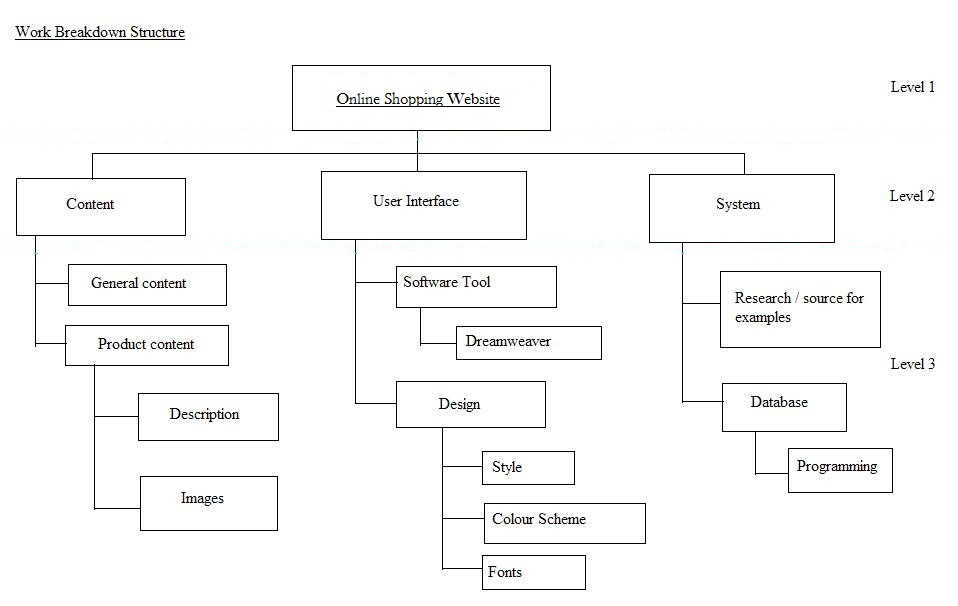 Work Breakdown Structure
Online Shopping Website
Level 1
Content
User Interface
System
Level 2
General content
Product content
Description
Images
Software Tool
Dreamweaver
Design
Style
Colour Scheme
Fonts
Research / source for
examples
Database
Programming
Level 3